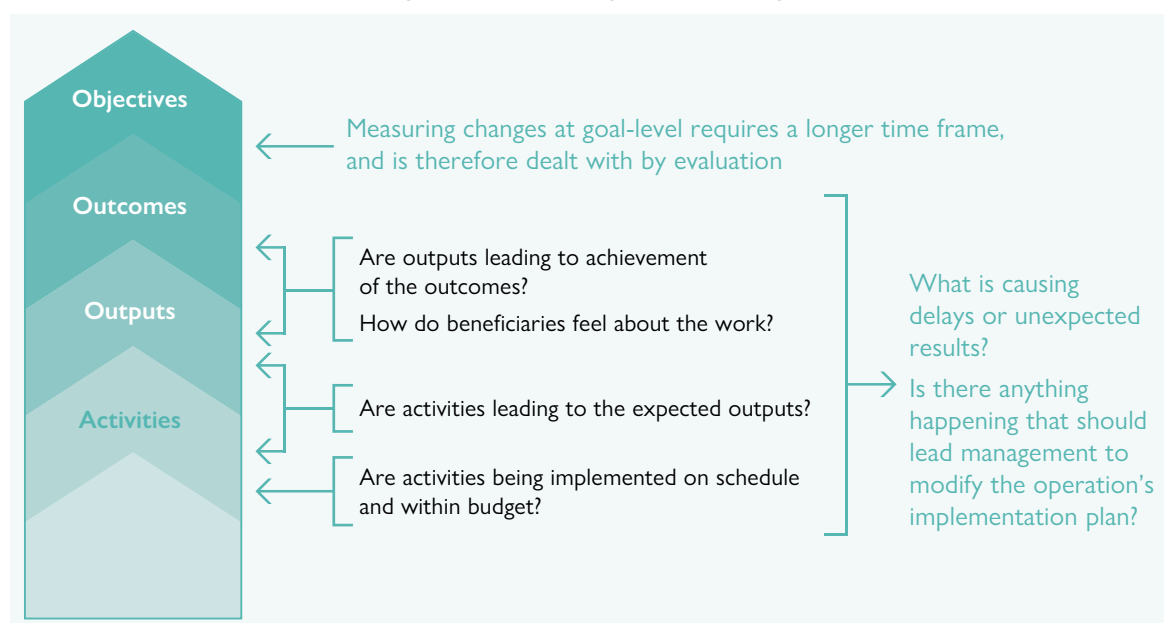 Objectives
Measuring changes at goal-level requires a longer time frame,
and is therefore dealt with by evaluation
Outcomes
Are outputs leading to achievement
of the outcomes?
How do beneficiaries feel about the work?
Outputs
Are activities leading to the expected outputs?
Activities
Are activities being implemented on schedule
and within budget?
What is causing
delays or unexpected
results?
Is there anything
happening that should
lead management to
modify the operation’s
implementation plan?